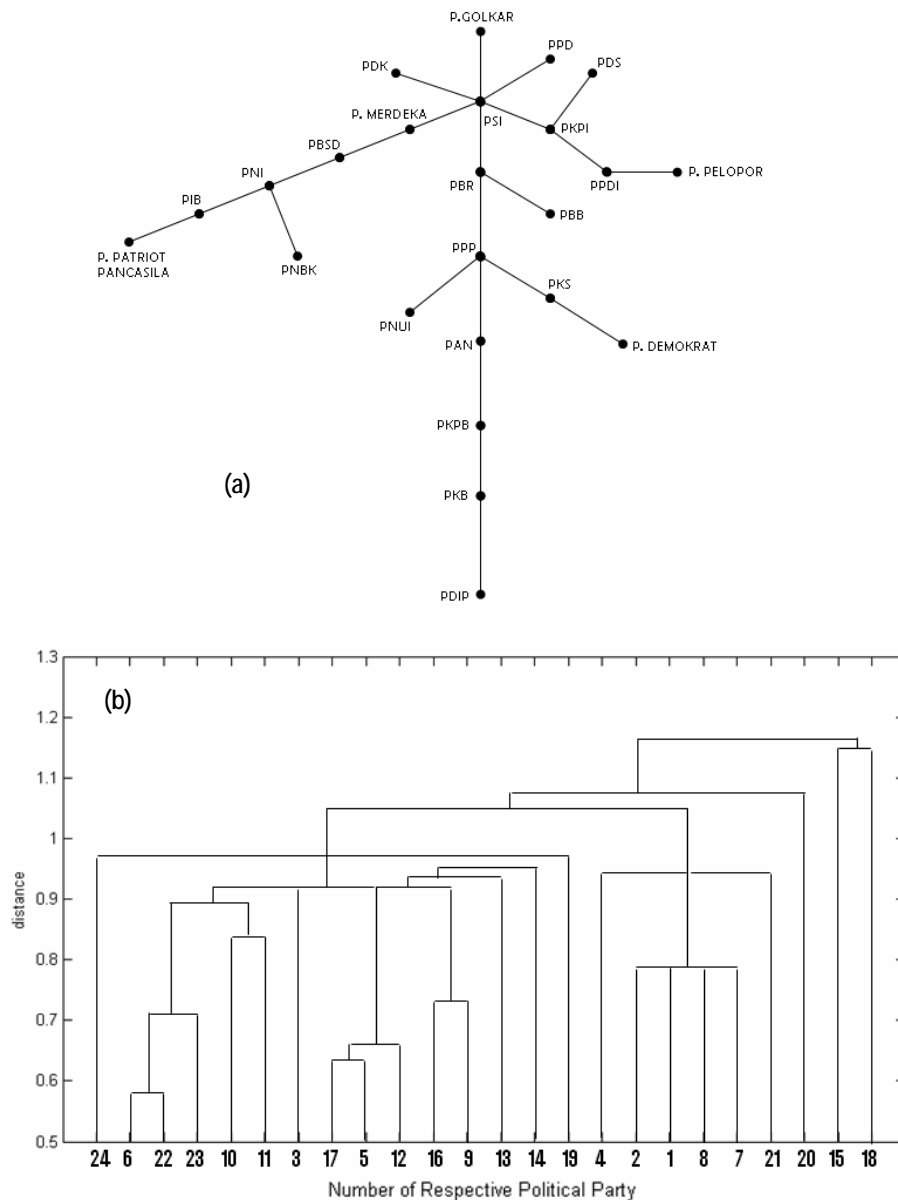 P.GOLKAR
PPD
PDK
PDS
P. MERDEKA
PSI
PKPI
PBSD
PNI
PBR
PPDI
P. PELOPOR
PIB
PBB
P. PATRIOT
PANCASILA
PNBK
PPP
PKS
PNUI
PAN
P. DEMOKRAT
PKPB
(a)
PKB
PDIP
1.3
(b)
1.2
1.1
1
0.9
distance
0.8
0.7
0.6
0.5
24 6 22 23 10 11 3 17 5 12 16 9 13 14 19 4 2 1 8 7 21 20 15 18
Number of Respective Political Party